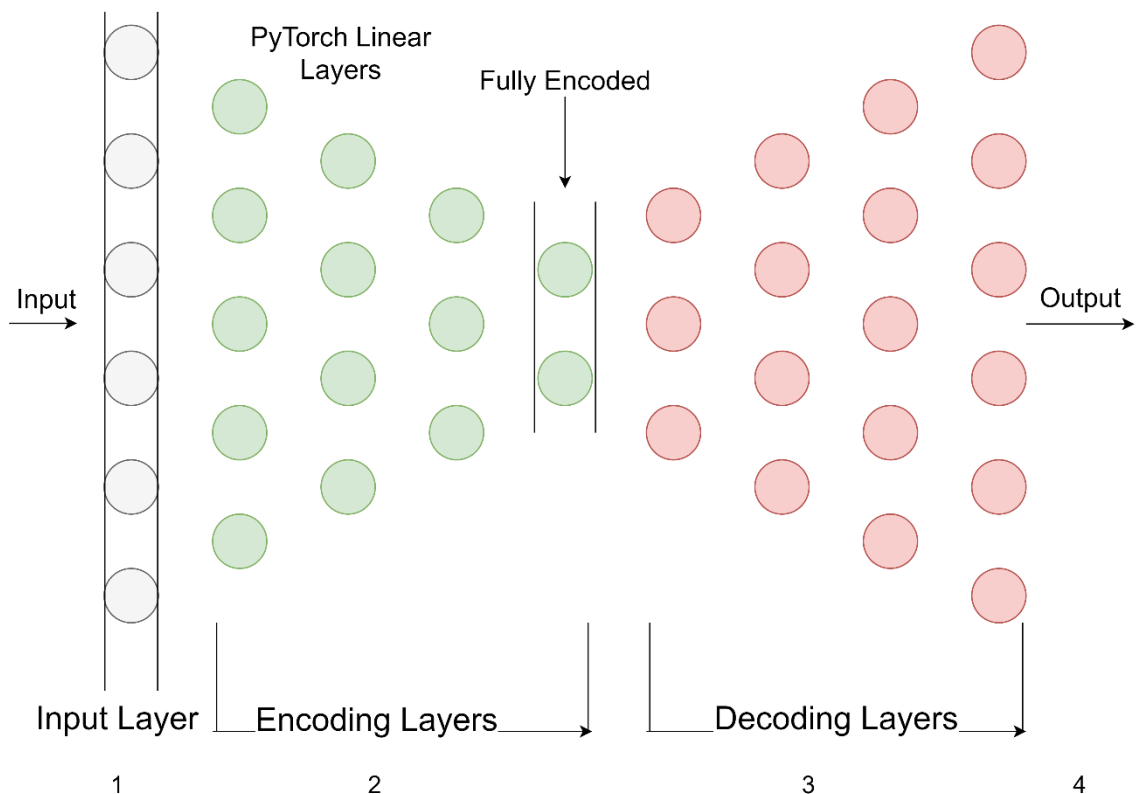 PyTorch Linear
Layers
Fully Encoded
Input
Output
Input Layer
Encoding Layers
Decoding Layers
1
2
3
4